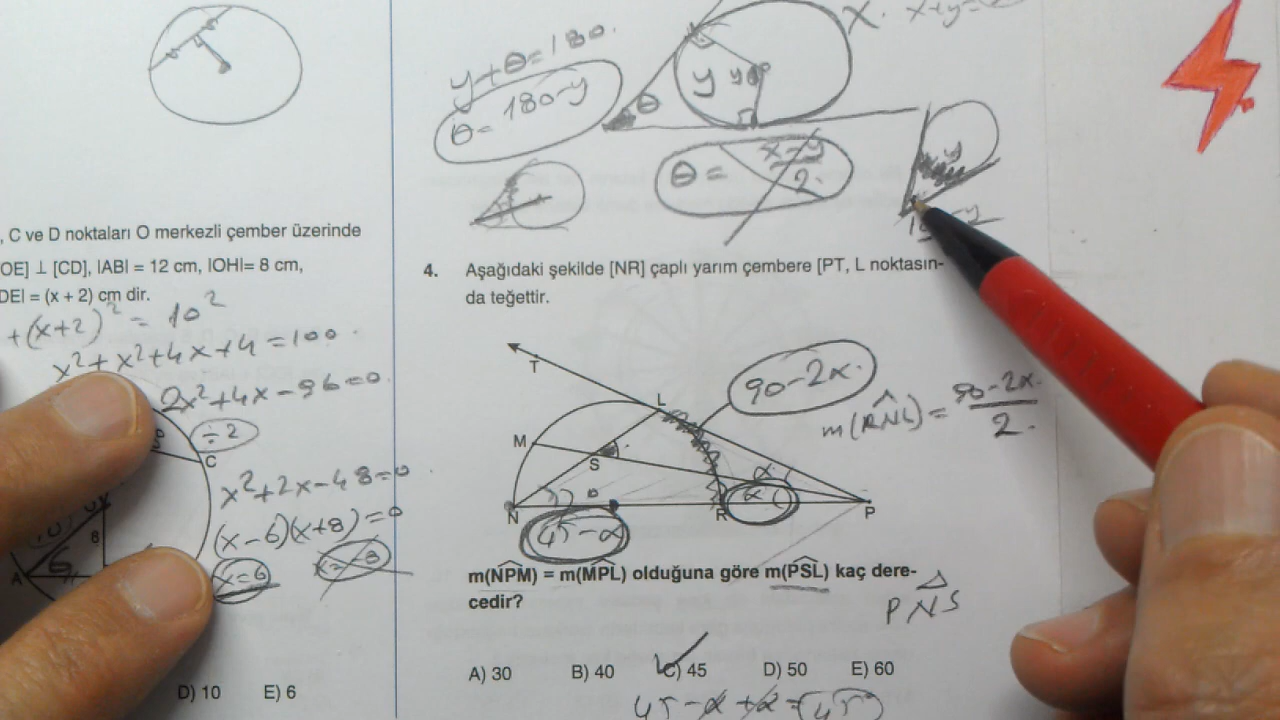 , C ve D noktaları O merkezli çember üzerinde
OE] ⊥ [CD], |AB| = 12 cm, |OH|= 8 cm,
DE| = (x + 2) cm dir.
+(x+2)² = 10²
x²+x²+4x+4=100
2x²+4x-96=0
÷2
x²+2x-48=0
(x-6)(x+8)=0
x=6
x=-8
C
8
6
A
D) 10 E) 6
y+θ=180
θ= 180-y
θ
y
x
θ = x-y/2
y
4. Aşağıdaki şekilde [NR] çaplı yarım çembere [PT, L noktasın-
da teğettir.
T
L
M
S
N
R
P
α
α
45-α
90-2α
m(RNL) = 90-2α/2
m(NPM) = m(MPL) olduğuna göre m(PSL) kaç dere-
cedir?
PNS
A) 30 B) 40 C) 45 D) 50 E) 60
45-α+α=45°